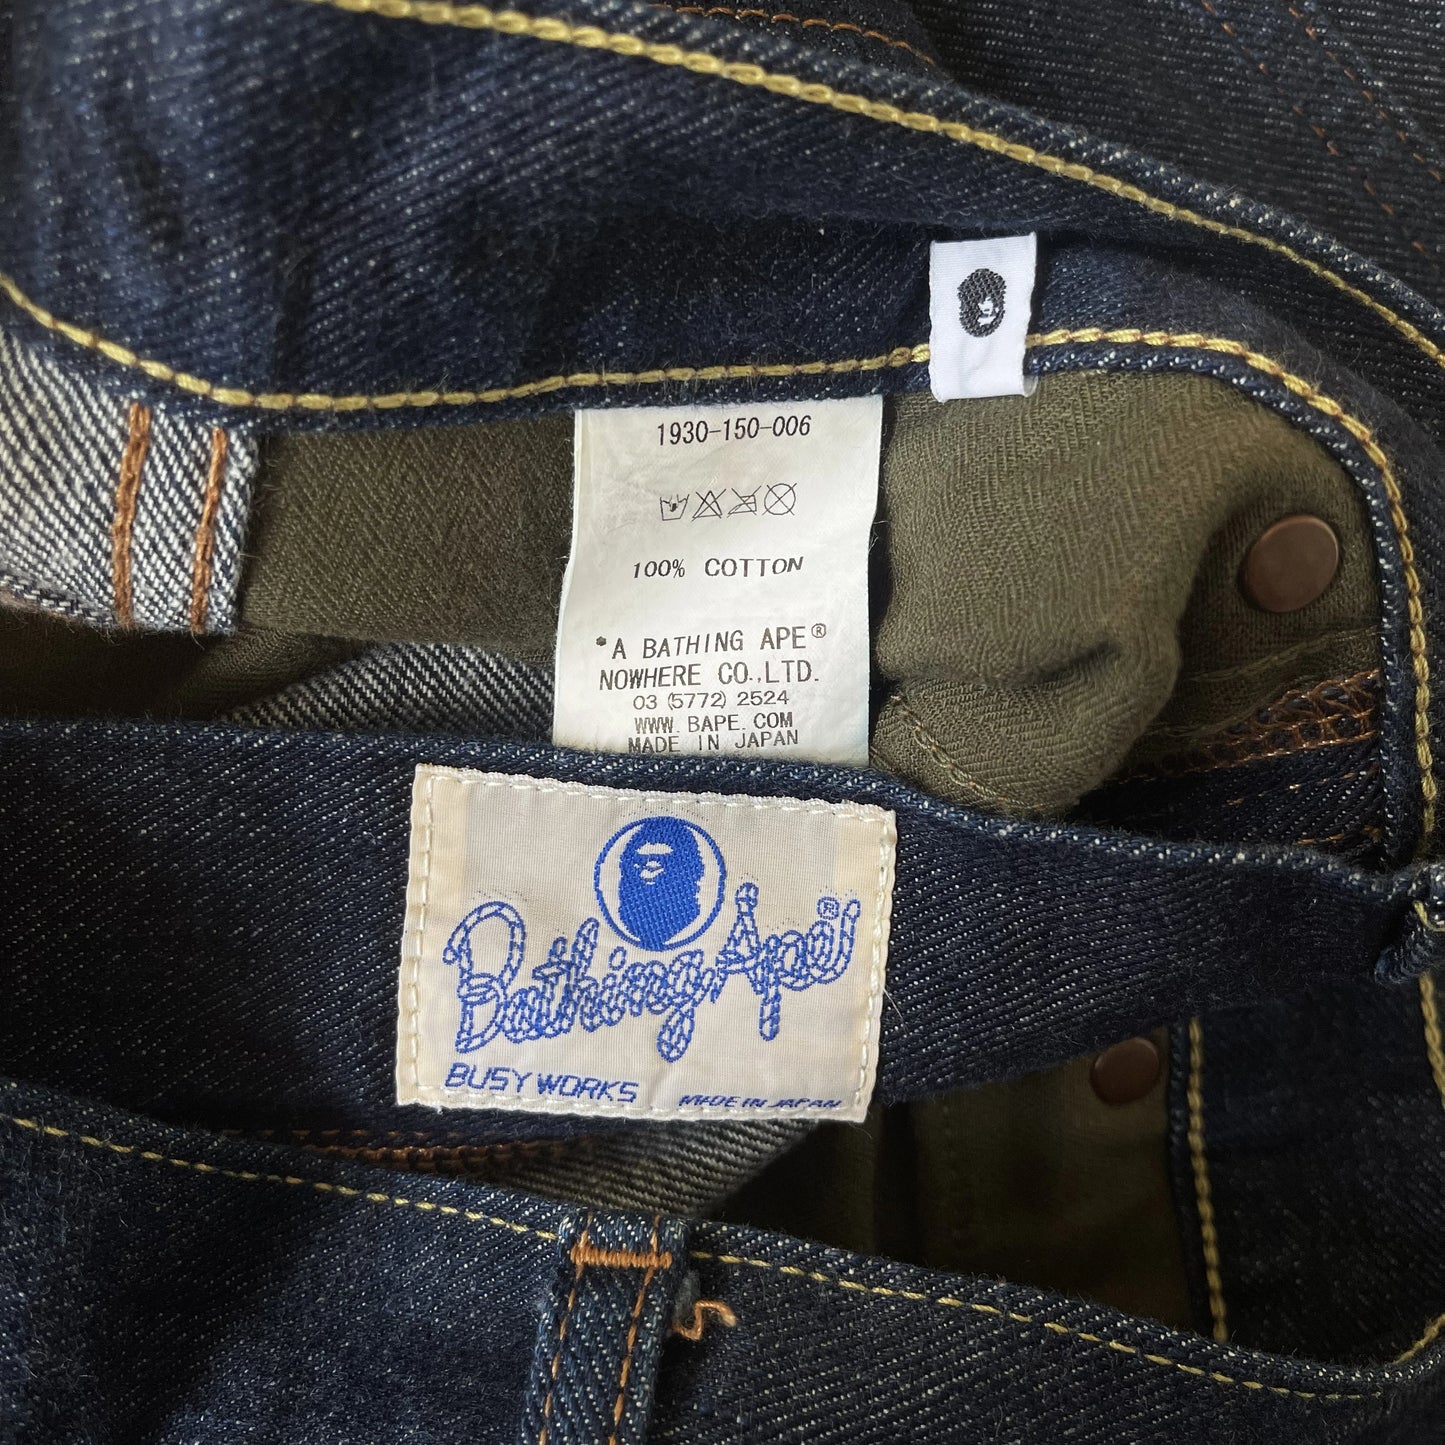 1930-150-006
100% COTTON
*A BATHING APE®
NOWHERE CO.,LTD.
03 (5772) 2524
WWW.BAPE.COM
MADE IN JAPAN
Bathing Ape ®
BUSY WORKS
MADE IN JAPAN